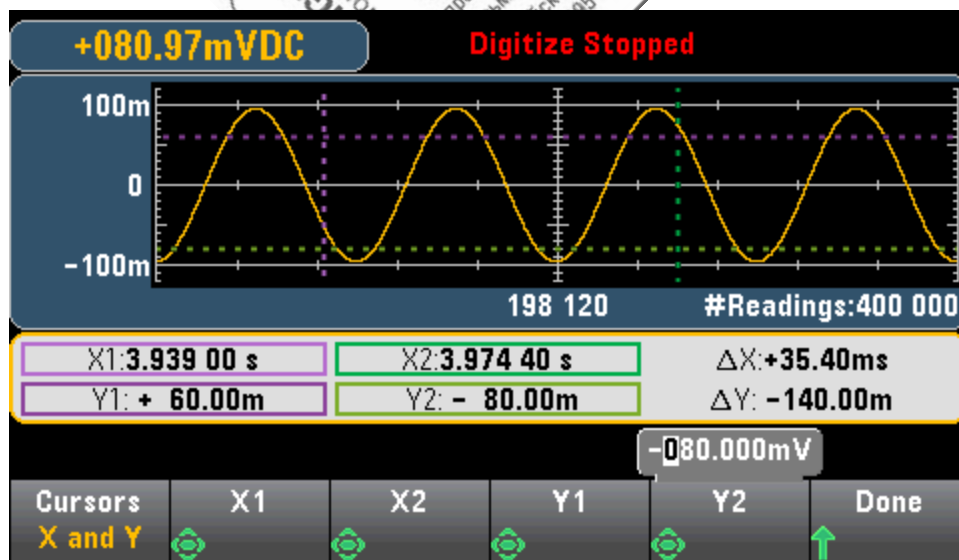 +080.97mVDC Digitize Stopped
100m
0
-100m
198 120 #Readings:400 000
X1:3.939 00 s X2:3.974 40 s ΔX:+35.40ms
Y1: + 60.00m Y2: - 80.00m ΔY: -140.00m
-080.000mV
Cursors X1 X2 Y1 Y2 Done
X and Y